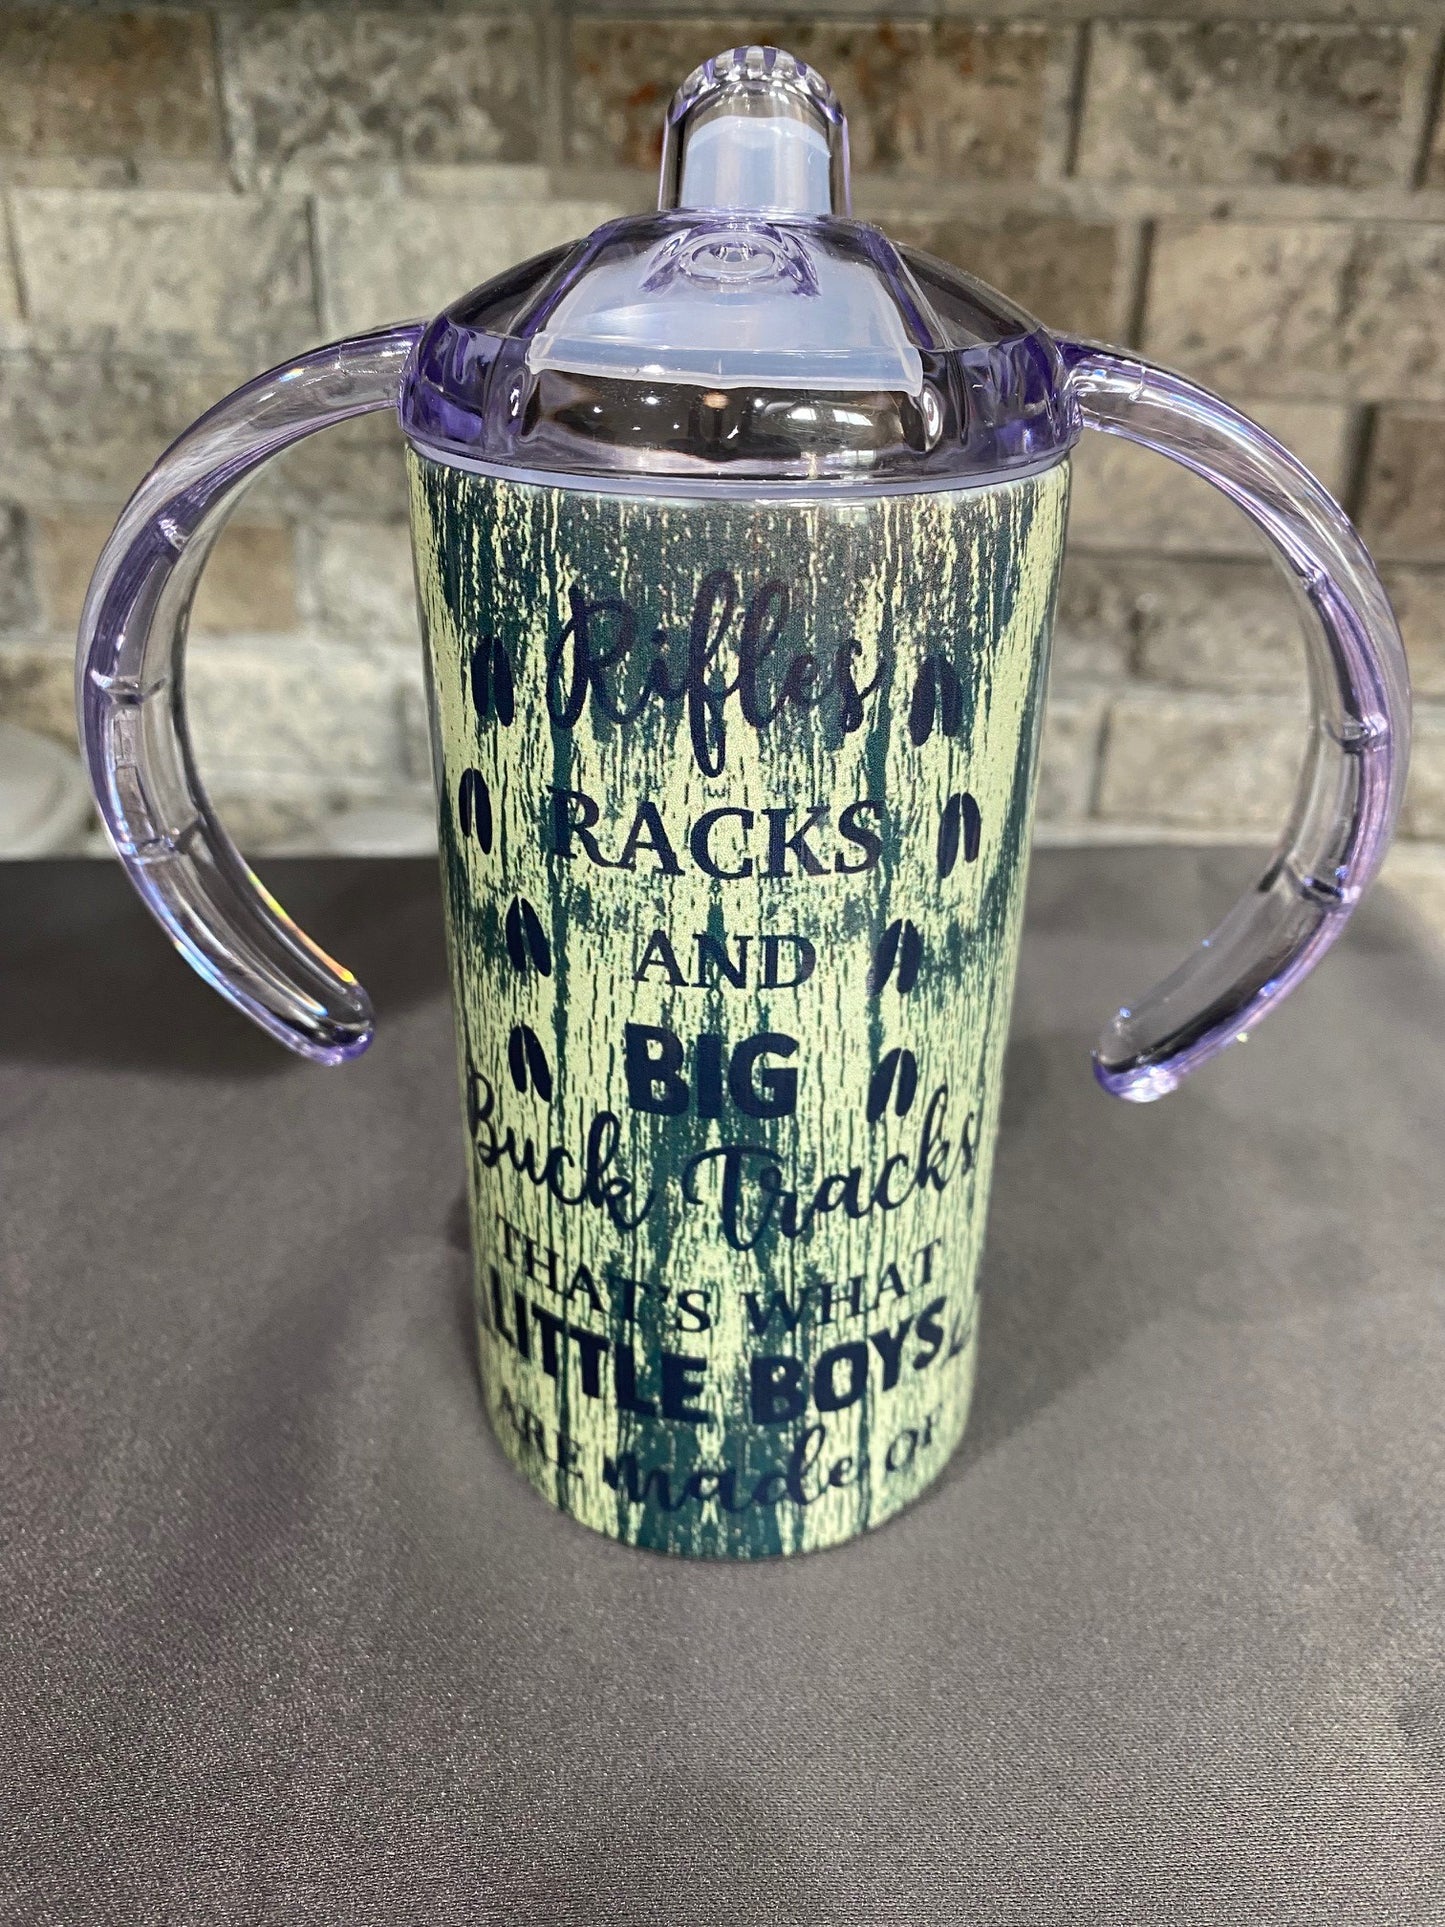 Rifles
RACKS
AND
BIG
Buck Tracks
THAT'S WHAT
LITTLE BOYS
ARE made OF